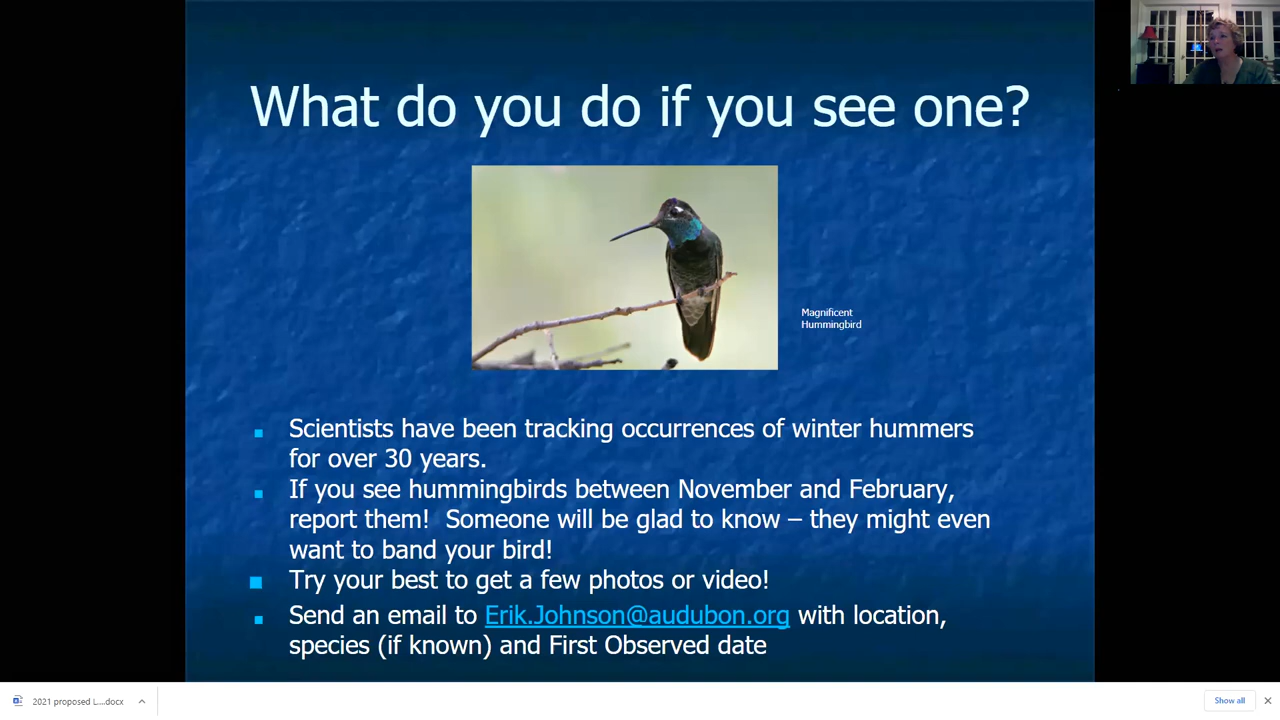 What do you do if you see one?
Magnificent
Hummingbird
Scientists have been tracking occurrences of winter hummers
for over 30 years.
If you see hummingbirds between November and February,
report them!  Someone will be glad to know – they might even
want to band your bird!
Try your best to get a few photos or video!
Send an email to Erik.Johnson@audubon.org with location,
species (if known) and First Observed date
2021 proposed L....docx
Show all